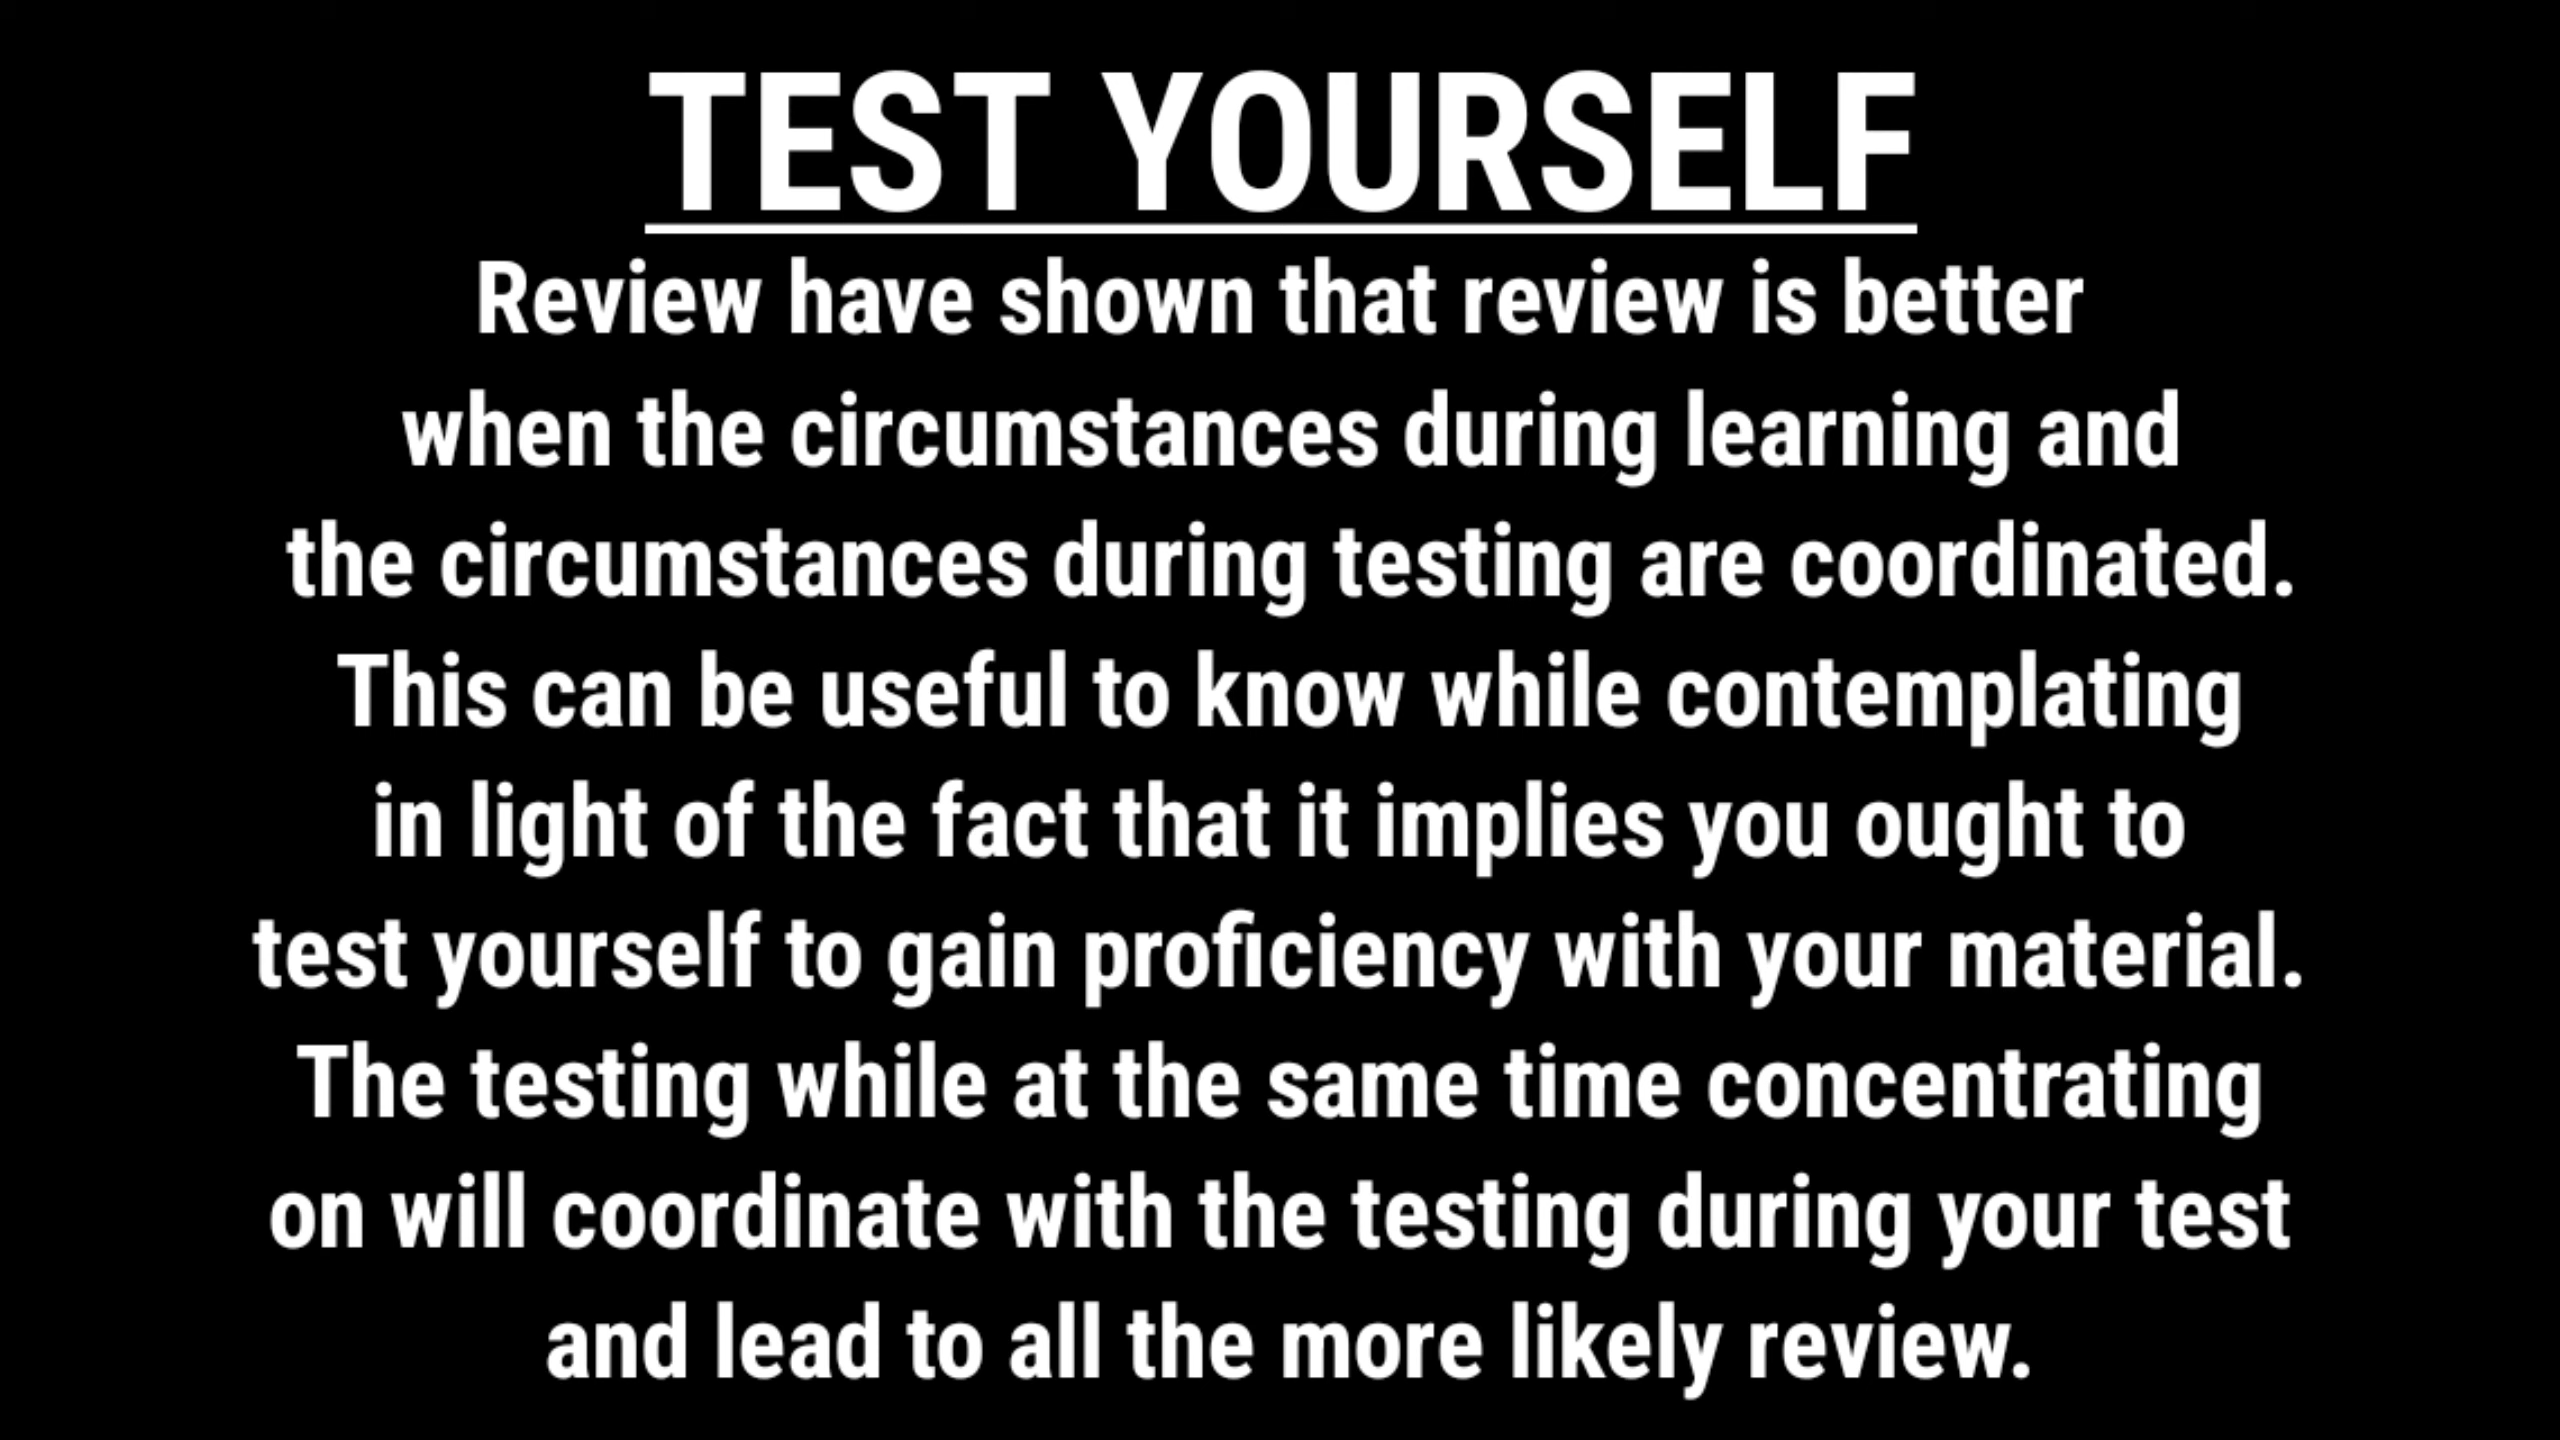 TEST YOURSELF
Review have shown that review is better
when the circumstances during learning and
the circumstances during testing are coordinated.
This can be useful to know while contemplating
in light of the fact that it implies you ought to
test yourself to gain proficiency with your material.
The testing while at the same time concentrating
on will coordinate with the testing during your test
and lead to all the more likely review.